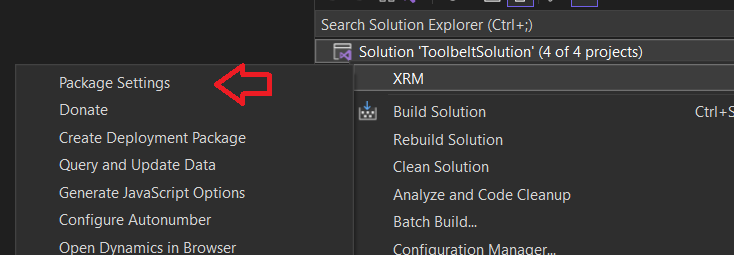 Search Solution Explorer (Ctrl+;)
Solution 'ToolbeltSolution' (4 of 4 projects)
Package Settings
Donate
Create Deployment Package
Query and Update Data
Generate JavaScript Options
Configure Autonumber
Open Dynamics in Browser
XRM
Build Solution Ctrl+S
Rebuild Solution
Clean Solution
Analyze and Code Cleanup
Batch Build...
Configuration Manager...